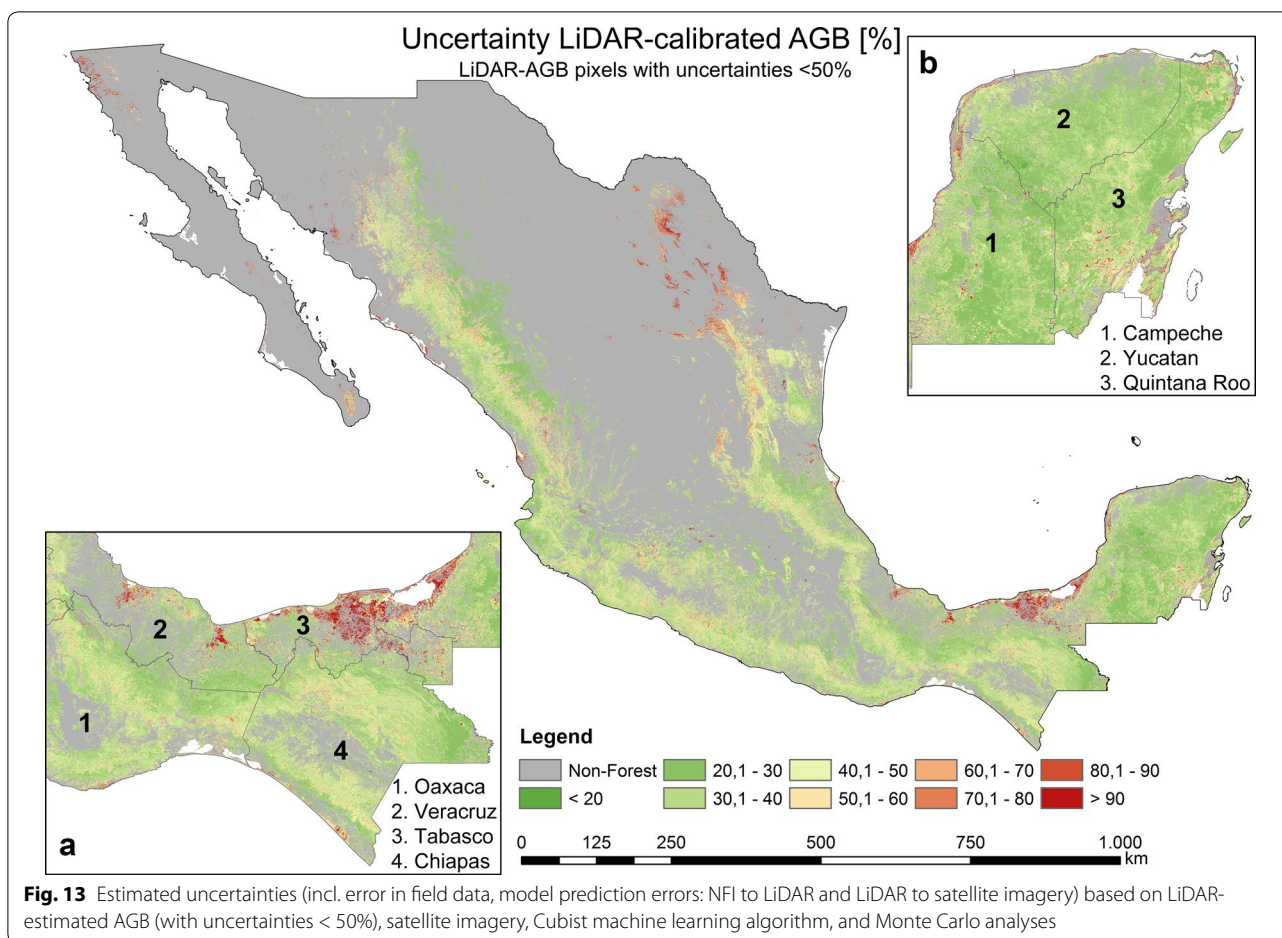 Uncertainty LiDAR-calibrated AGB [%]
LiDAR-AGB pixels with uncertainties <50%
b
2
3
1
1. Campeche
2. Yucatan
3. Quintana Roo
2
3
1
4
1. Oaxaca
2. Veracruz
3. Tabasco
4. Chiapas
a
Legend
Non-Forest 20,1 - 30 40,1 - 50 60,1 - 70 80,1 - 90
< 20 30,1 - 40 50,1 - 60 70,1 - 80 > 90
0 125 250 500 750 1.000
km
Fig. 13 Estimated uncertainties (incl. error in field data, model prediction errors: NFI to LiDAR and LiDAR to satellite imagery) based on LiDAR-
estimated AGB (with uncertainties < 50%), satellite imagery, Cubist machine learning algorithm, and Monte Carlo analyses